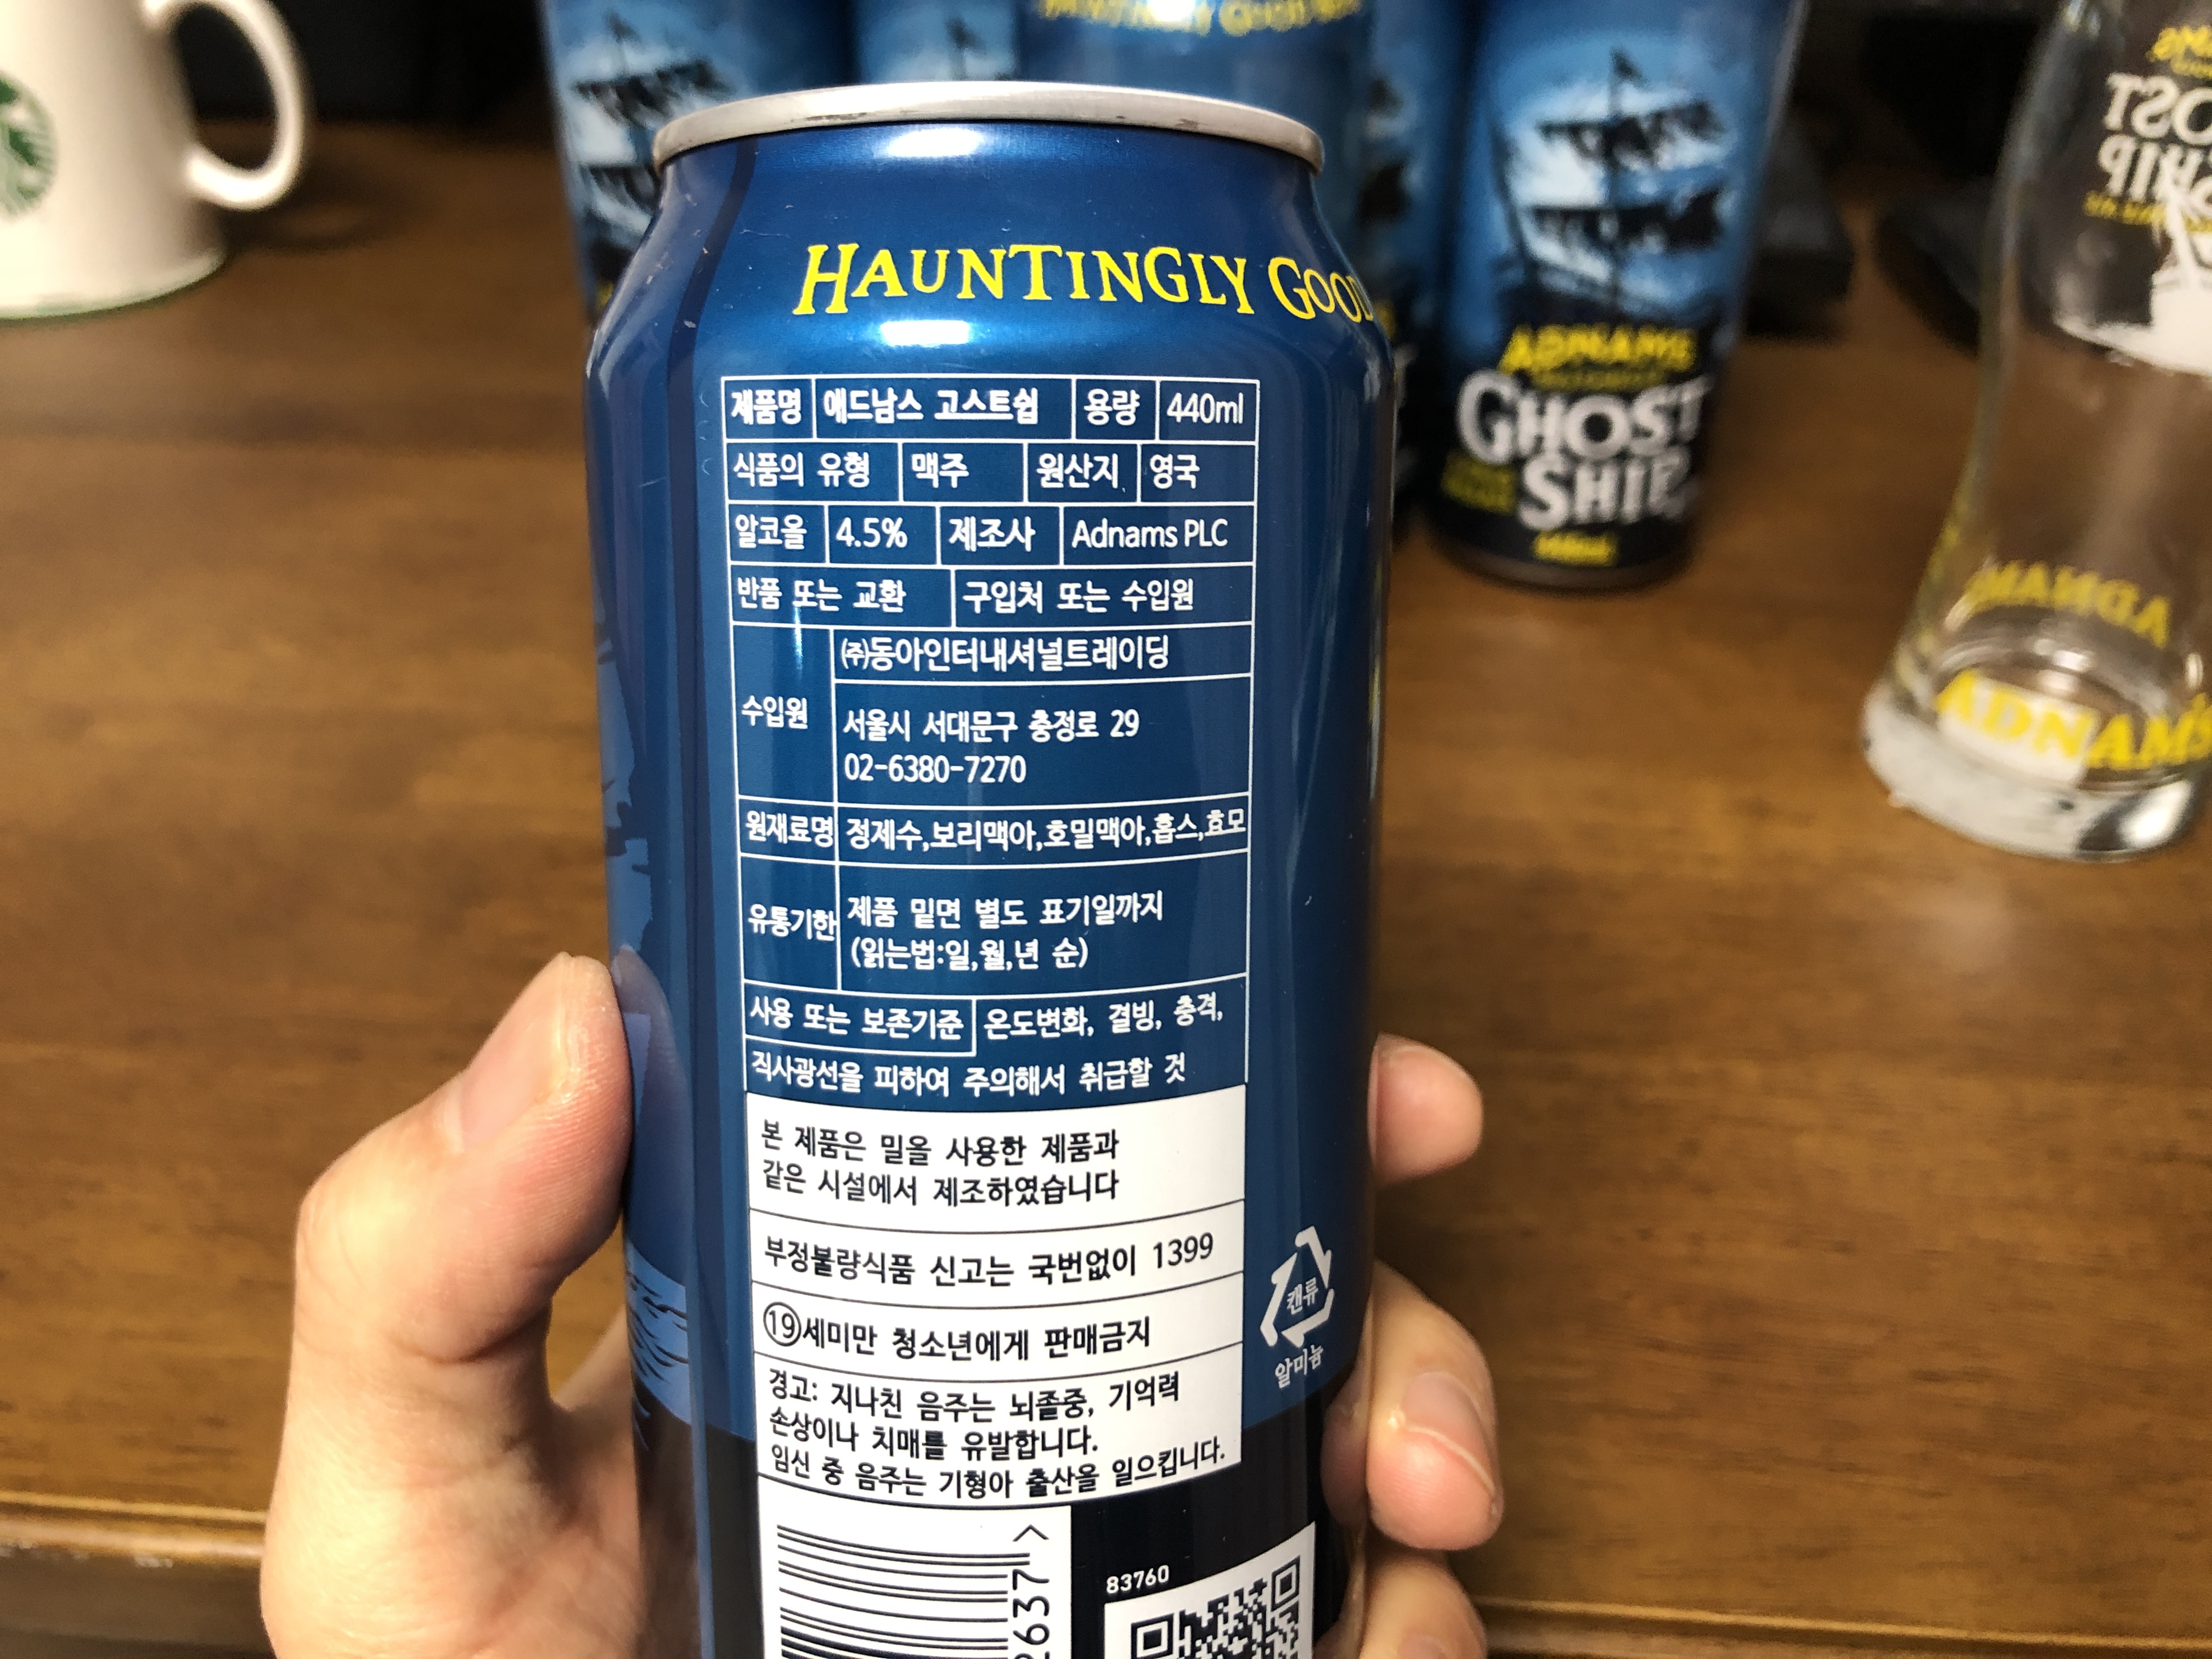 HAUNTINGLY GOOD
제품명 애드남스 고스트쉽 용량 440ml
식품의 유형 맥주 원산지 영국
알코올 4.5% 제조사 Adnams PLC
반품 또는 교환 구입처 또는 수입원
수입원 ㈜동아인터내셔널트레이딩
서울시 서대문구 충정로 29
02-6380-7270
원재료명 정제수,보리맥아,호밀맥아,홉스,효모
유통기한 제품 밑면 별도 표기일까지
(읽는법:일,월,년 순)
사용 또는 보존기준 온도변화, 결빙, 충격,
직사광선을 피하여 주의해서 취급할 것
본 제품은 밀을 사용한 제품과
같은 시설에서 제조하였습니다
부정불량식품 신고는 국번없이 1399
⑲세미만 청소년에게 판매금지
경고: 지나친 음주는 뇌졸중, 기억력
손상이나 치매를 유발합니다.
임신 중 음주는 기형아 출산을 일으킵니다.
캔류
알미늄
2637>
83760
HAUNTINGLY GOOD
ADNAMS
GHOST
SHIP
ADNAMS
ADNAMS